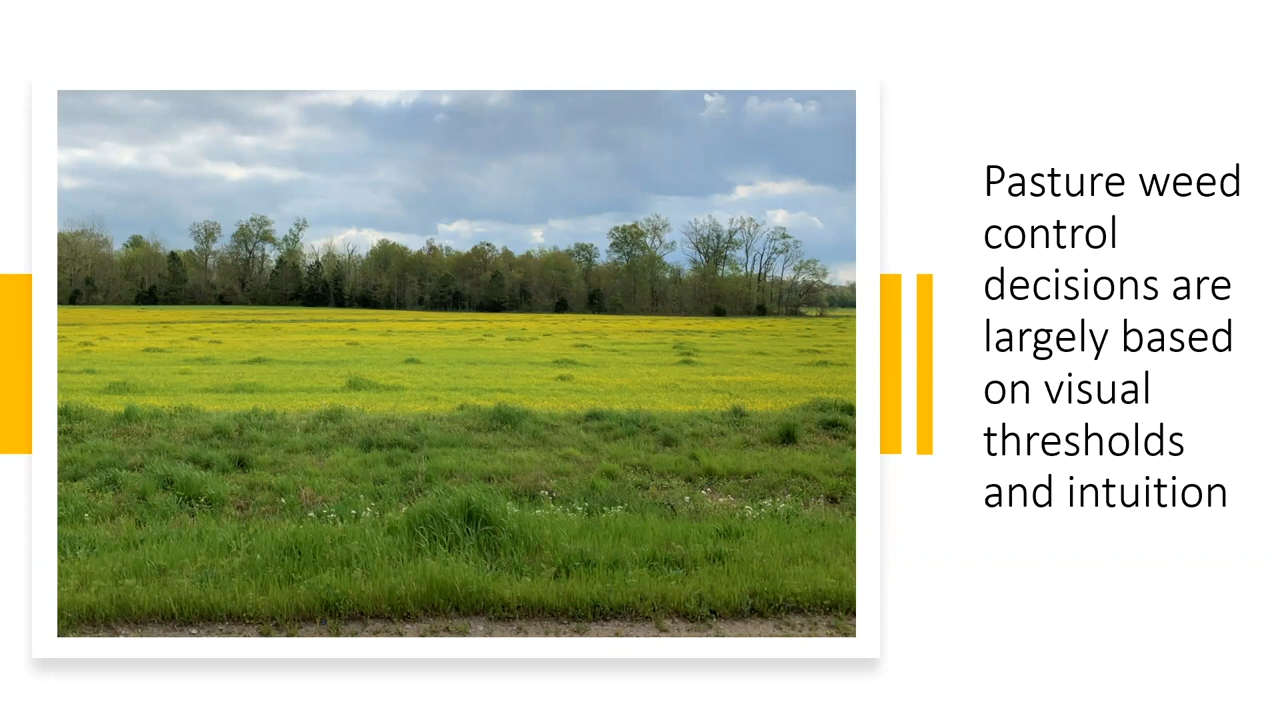 Pasture weed
control
decisions are
largely based
on visual
thresholds
and intuition